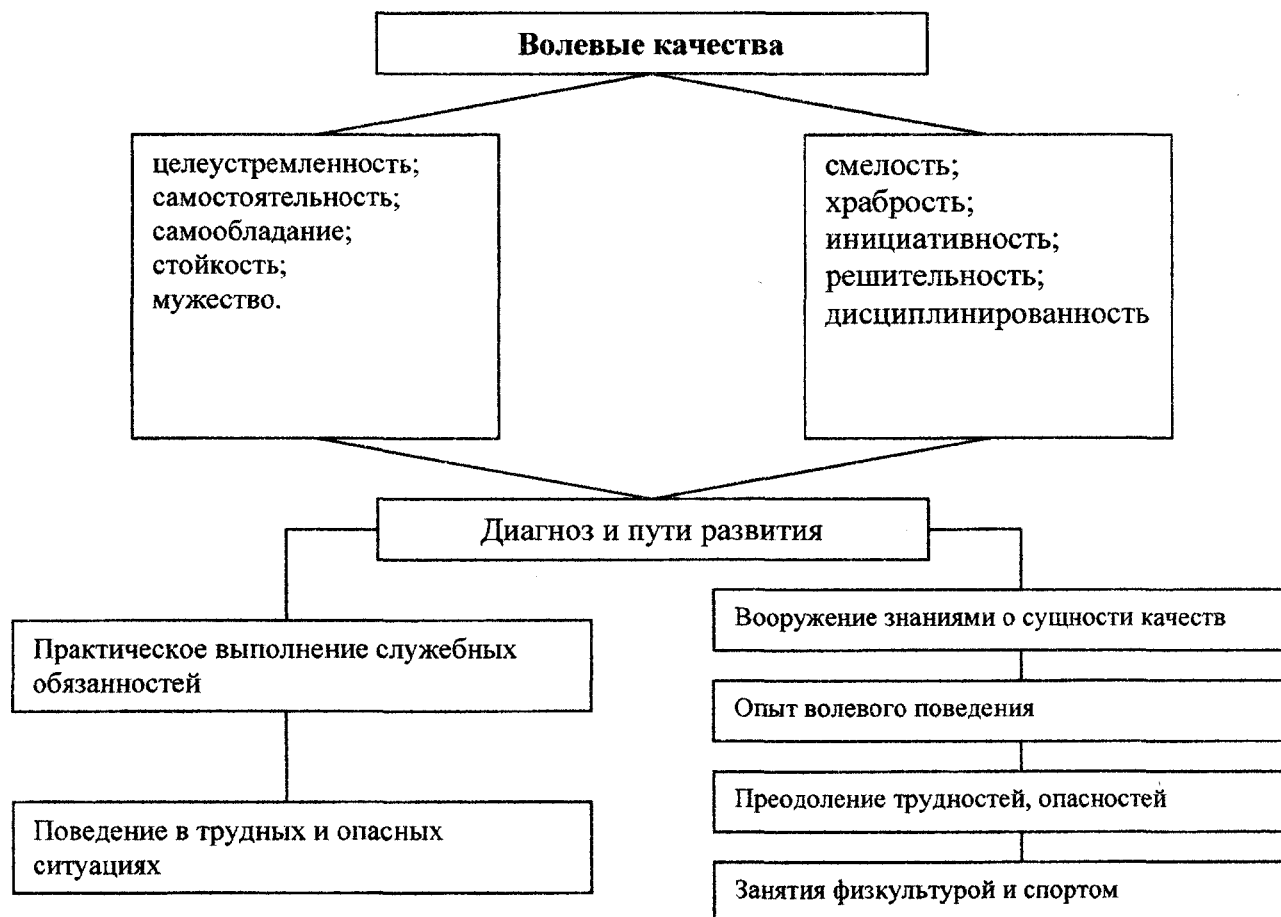 Волевые качества
целеустремленность;
самостоятельность;
самообладание;
стойкость;
мужество.
смелость;
храбрость;
инициативность;
решительность;
дисциплинированность
Диагноз и пути развития
Практическое выполнение служебных
обязанностей
Поведение в трудных и опасных
ситуациях
Вооружение знаниями о сущности качеств
Опыт волевого поведения
Преодоление трудностей, опасностей
Занятия физкультурой и спортом